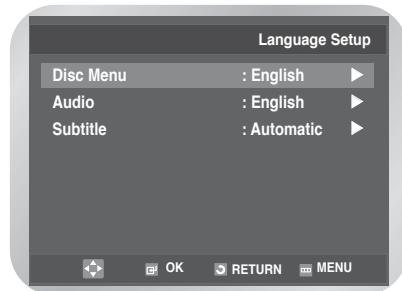 Language Setup
Disc Menu : English ▶
Audio : English ▶
Subtitle : Automatic ▶
OK RETURN MENU